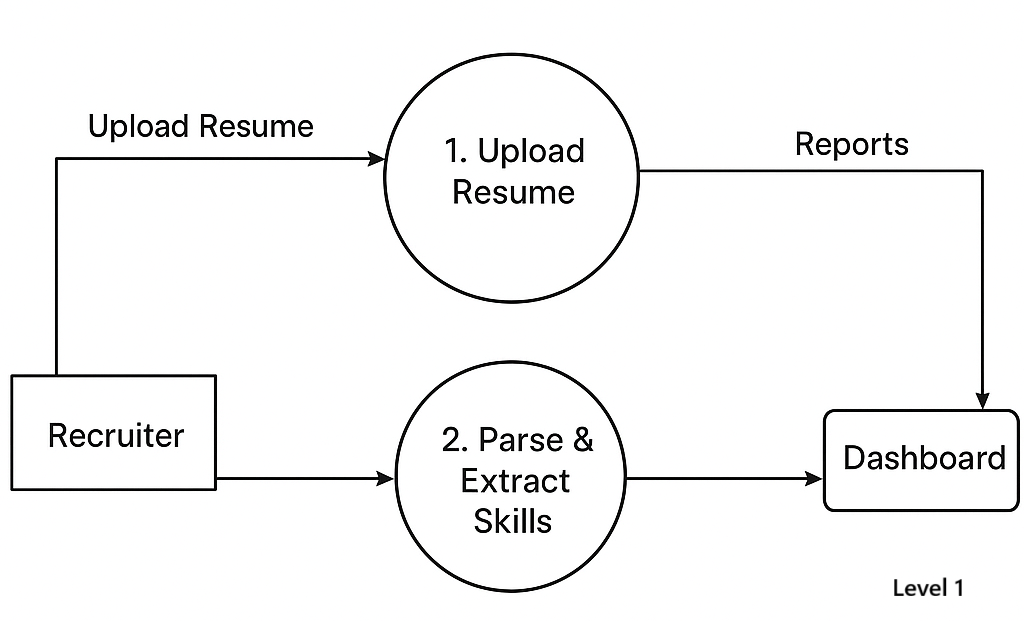 Upload Resume
1. Upload
Resume
Reports
Recruiter
2. Parse &
Extract
Skills
Dashboard
Level 1